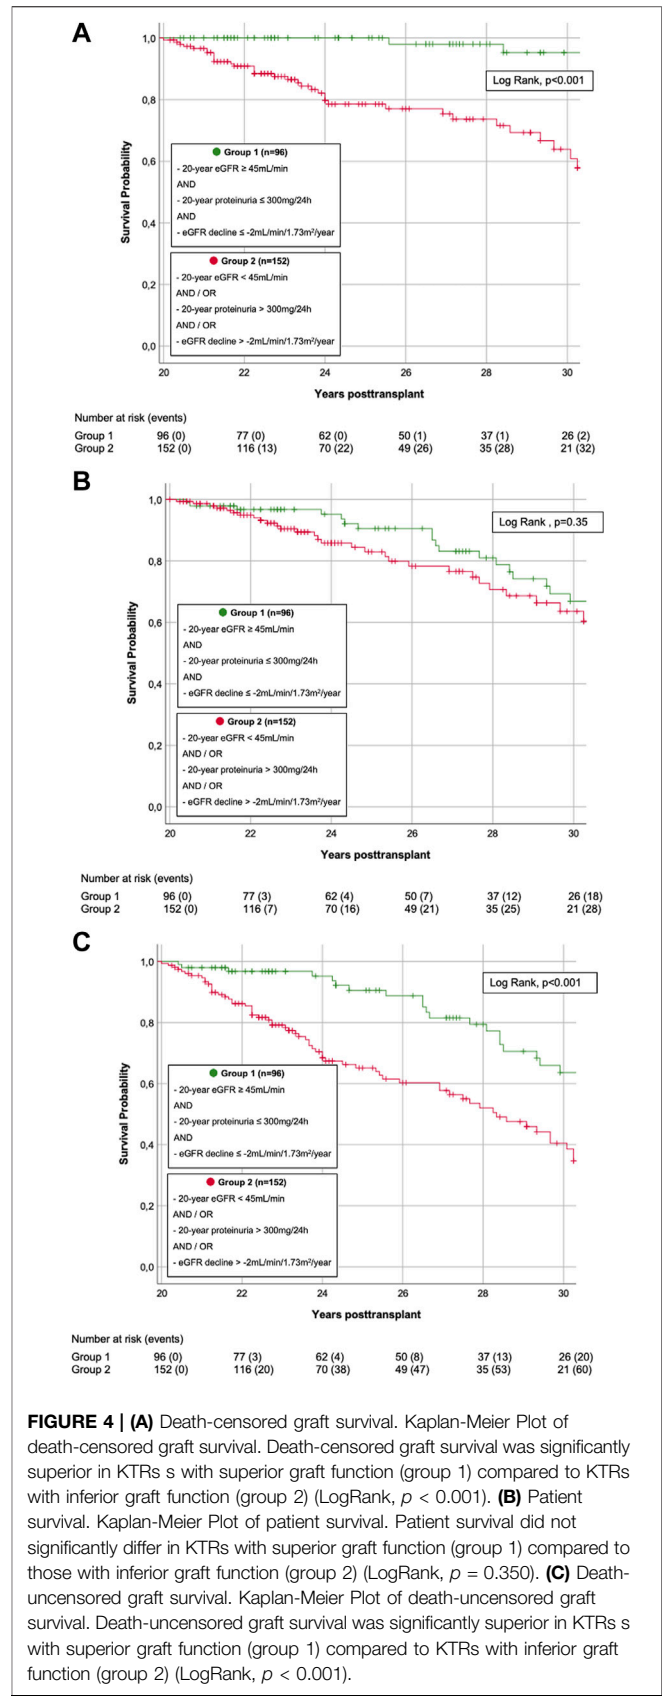 A
1,0
Log Rank, p<0.001
0,8
Survival Probability
0,6
Group 1 (n=96)
- 20-year eGFR ≥ 45mL/min
AND
- 20-year proteinuria ≤ 300mg/24h
AND
- eGFR decline ≤ -2mL/min/1.73m²/year
0,4
Group 2 (n=152)
- 20-year eGFR < 45mL/min
AND / OR
- 20-year proteinuria > 300mg/24h
AND / OR
- eGFR decline > -2mL/min/1.73m²/year
0,2
0,0
20 22 24 26 28 30
Years posttransplant
Number at risk (events)
Group 1 96 (0) 77 (0) 62 (0) 50 (1) 37 (1) 26 (2)
Group 2 152 (0) 116 (13) 70 (22) 49 (26) 35 (28) 21 (32)
B
1,0
Log Rank , p=0.35
0,8
Survival Probability
0,6
Group 1 (n=96)
- 20-year eGFR ≥ 45mL/min
AND
- 20-year proteinuria ≤ 300mg/24h
AND
- eGFR decline ≤ -2mL/min/1.73m²/year
0,4
Group 2 (n=152)
- 20-year eGFR < 45mL/min
AND / OR
- 20-year proteinuria > 300mg/24h
AND / OR
- eGFR decline > -2mL/min/1.73m²/year
0,2
0,0
20 22 24 26 28 30
Years posttransplant
Number at risk (events)
Group 1 96 (0) 77 (3) 62 (4) 50 (7) 37 (12) 26 (18)
Group 2 152 (0) 116 (7) 70 (16) 49 (21) 35 (25) 21 (28)
C
1,0
Log Rank, p<0.001
0,8
Survival Probability
0,6
Group 1 (n=96)
- 20-year eGFR ≥ 45mL/min
AND
- 20-year proteinuria ≤ 300mg/24h
AND
- eGFR decline ≤ -2mL/min/1.73m²/year
0,4
Group 2 (n=152)
- 20-year eGFR < 45mL/min
AND / OR
- 20-year proteinuria > 300mg/24h
AND / OR
- eGFR decline > -2mL/min/1.73m²/year
0,2
0,0
20 22 24 26 28 30
Years posttransplant
Number at risk (events)
Group 1 96 (0) 77 (3) 62 (4) 50 (8) 37 (13) 26 (20)
Group 2 152 (0) 116 (20) 70 (38) 49 (47) 35 (53) 21 (60)
FIGURE 4 | (A) Death-censored graft survival. Kaplan-Meier Plot of
death-censored graft survival. Death-censored graft survival was significantly
superior in KTRs s with superior graft function (group 1) compared to KTRs
with inferior graft function (group 2) (LogRank, p < 0.001). (B) Patient
survival. Kaplan-Meier Plot of patient survival. Patient survival did not
significantly differ in KTRs with superior graft function (group 1) compared to
those with inferior graft function (group 2) (LogRank, p = 0.350). (C) Death-
uncensored graft survival. Kaplan-Meier Plot of death-uncensored graft
survival. Death-uncensored graft survival was significantly superior in KTRs s
with superior graft function (group 1) compared to KTRs with inferior graft
function (group 2) (LogRank, p < 0.001).